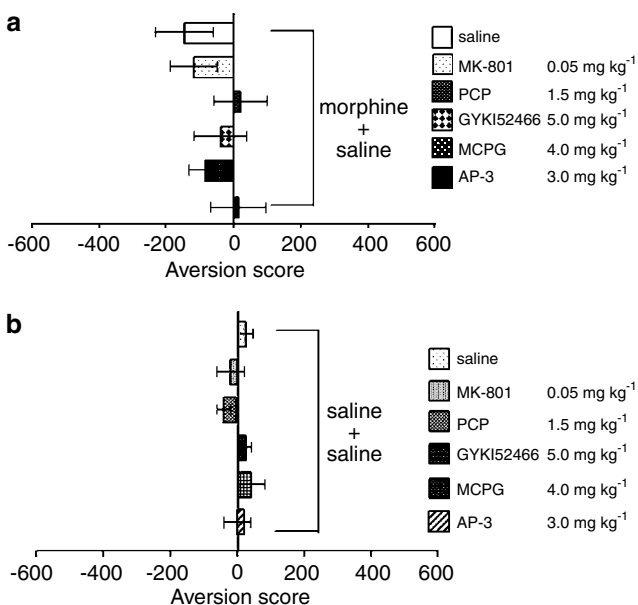 a
saline
MK-801 0.05 mg kg-1
PCP 1.5 mg kg-1
GYKI52466 5.0 mg kg-1
MCPG 4.0 mg kg-1
AP-3 3.0 mg kg-1
morphine
+
saline
-600 -400 -200 0 200 400 600
Aversion score
b
saline
MK-801 0.05 mg kg-1
PCP 1.5 mg kg-1
GYKI52466 5.0 mg kg-1
MCPG 4.0 mg kg-1
AP-3 3.0 mg kg-1
saline
+
saline
-600 -400 -200 0 200 400 600
Aversion score